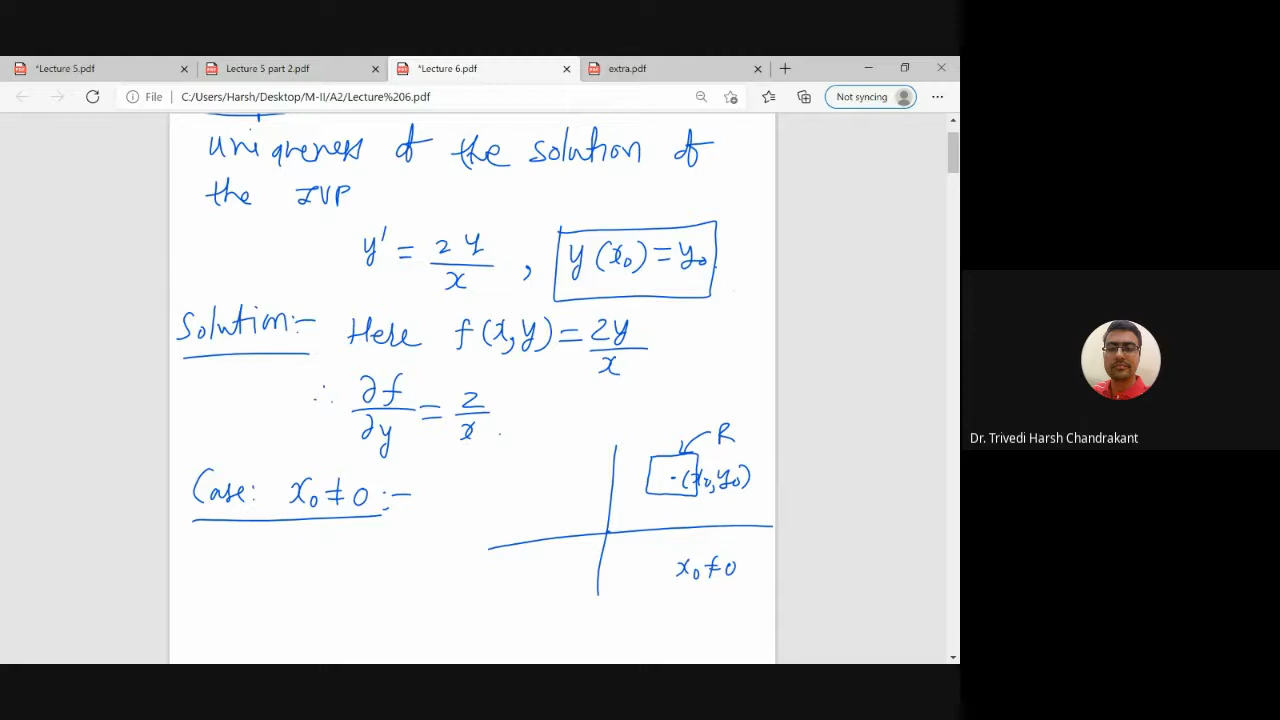 *Lecture 5.pdf
Lecture 5 part 2.pdf
*Lecture 6.pdf
extra.pdf
File
C:/Users/Harsh/Desktop/M-II/A2/Lecture%206.pdf
Not syncing
uniqueness of the solution of
the IVP
y' = 2y/x , y(x₀) = y₀
Solution:- Here f(x,y) = 2y/x
∴ ∂f/∂y = 2/x.
R
(x₀,y₀)
Case: x₀ ≠ 0 :-
x₀ ≠ 0
Dr. Trivedi Harsh Chandrakant